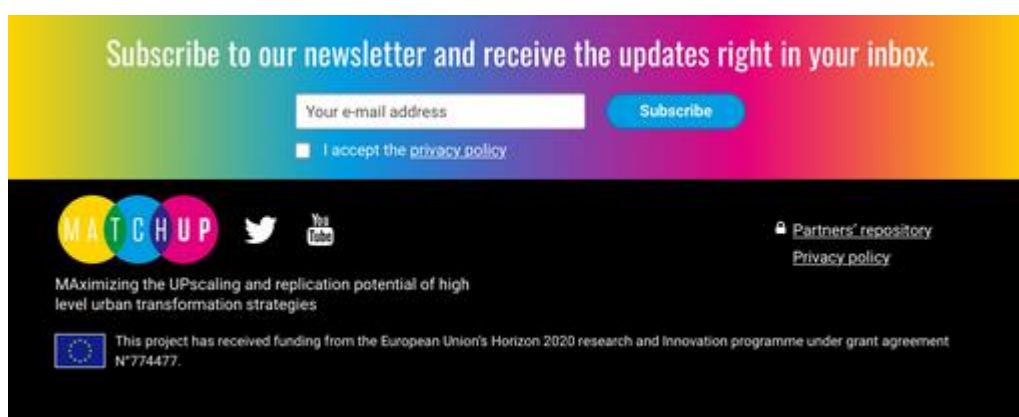 Subscribe to our newsletter and receive the updates right in your inbox.
Your e-mail address
Subscribe
I accept the privacy policy
MATCHUP
You
Tube
Partners' repository
Privacy policy
MAximizing the UPscaling and replication potential of high
level urban transformation strategies
This project has received funding from the European Union's Horizon 2020 research and Innovation programme under grant agreement
N°774477.